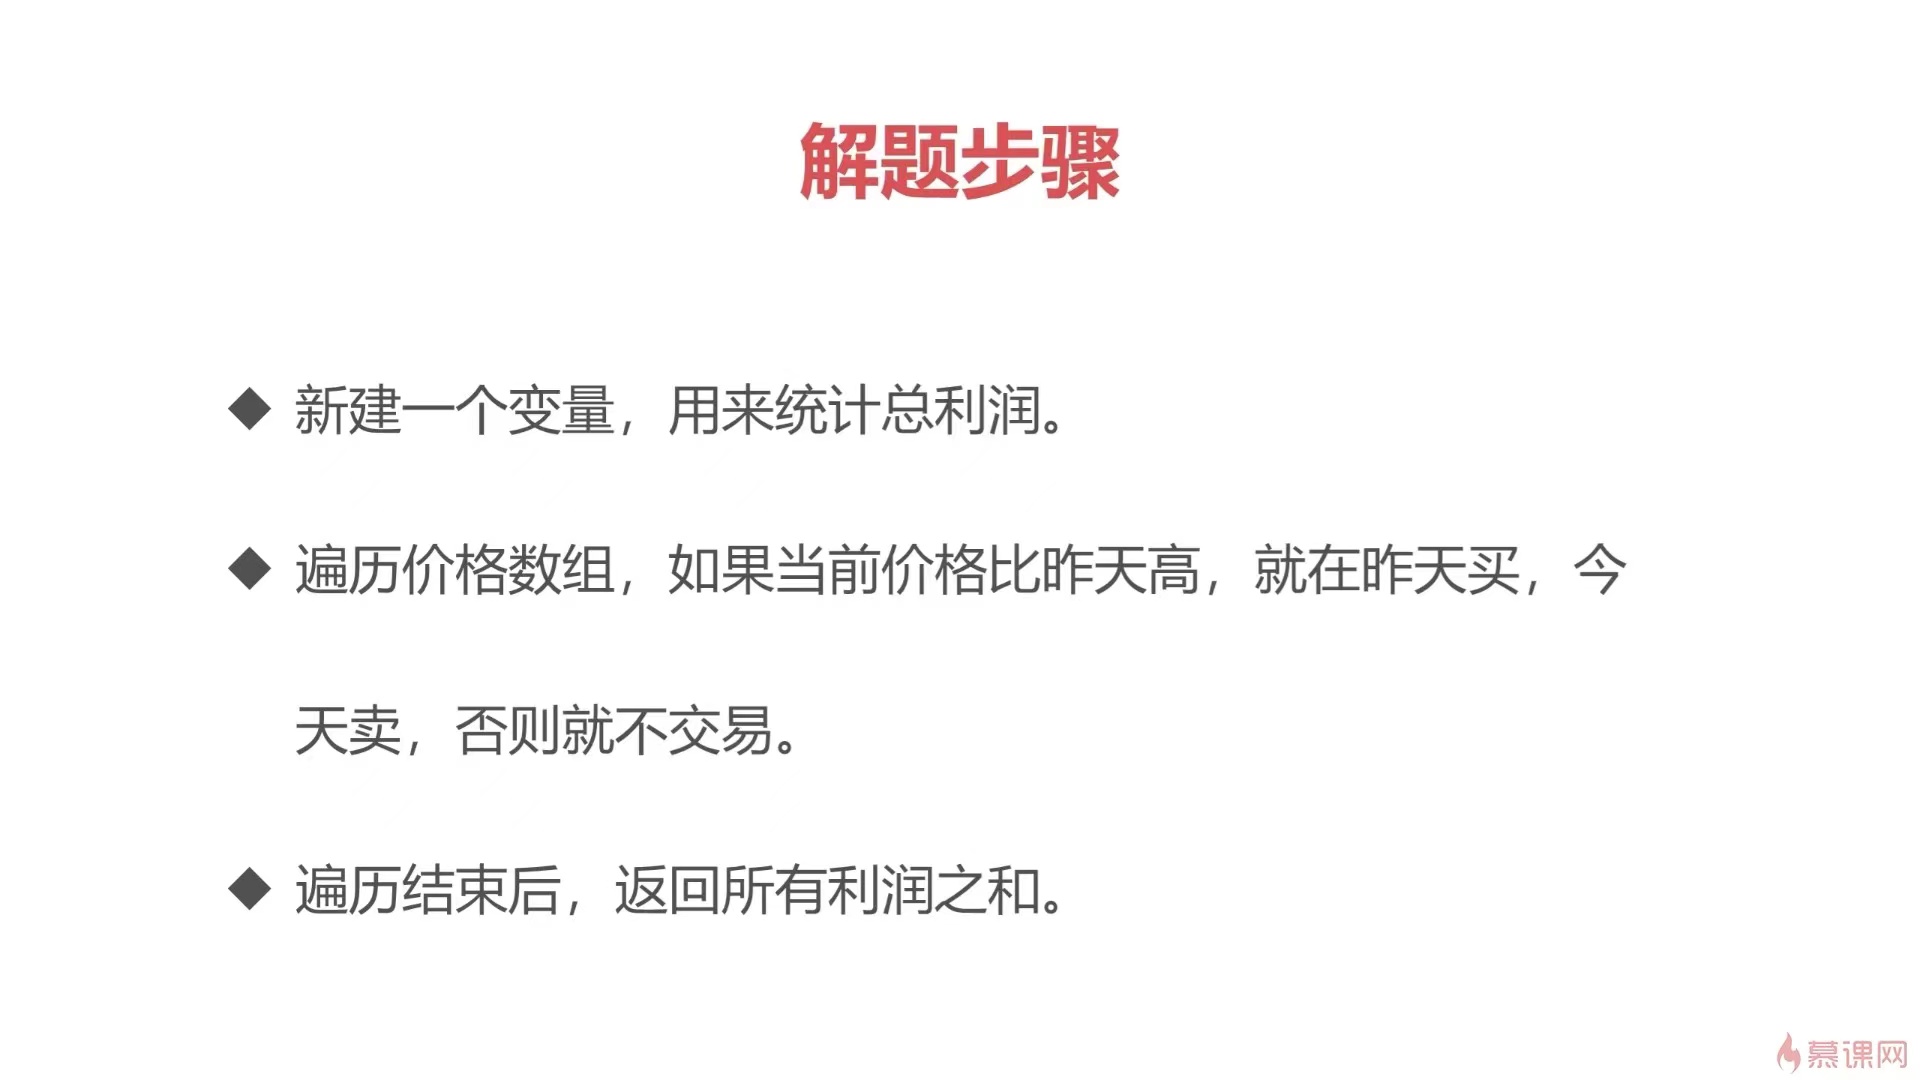 解题步骤
◆ 新建一个变量，用来统计总利润。
◆ 遍历价格数组，如果当前价格比昨天高，就在昨天买，今
天卖，否则就不交易。
◆ 遍历结束后，返回所有利润之和。
慕课网